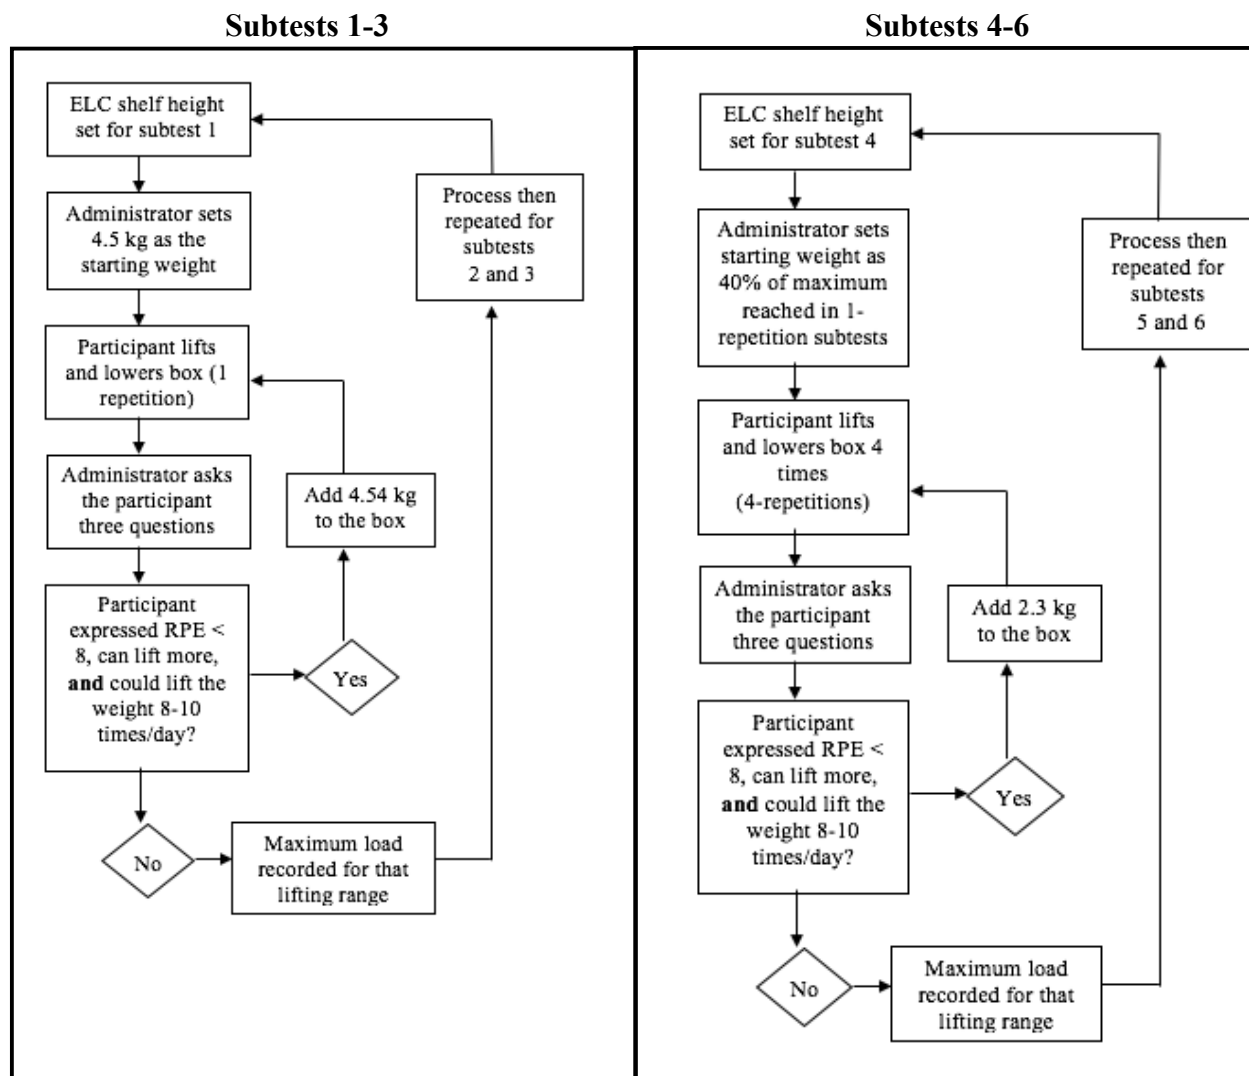 Subtests 1-3
ELC shelf height
set for subtest 1
Administrator sets
4.5 kg as the
starting weight
Participant lifts
and lowers box (1
repetition)
Administrator asks
the participant
three questions
Participant
expressed RPE <
8, can lift more,
and could lift the
weight 8-10
times/day?
Yes
Add 4.54 kg
to the box
No
Maximum load
recorded for that
lifting range
Process then
repeated for
subtests
2 and 3
Subtests 4-6
ELC shelf height
set for subtest 4
Administrator sets
starting weight as
40% of maximum
reached in 1-
repetition subtests
Participant lifts
and lowers box 4
times
(4-repetitions)
Administrator asks
the participant
three questions
Participant
expressed RPE <
8, can lift more,
and could lift the
weight 8-10
times/day?
Yes
Add 2.3 kg
to the box
No
Maximum load
recorded for that
lifting range
Process then
repeated for
subtests
5 and 6